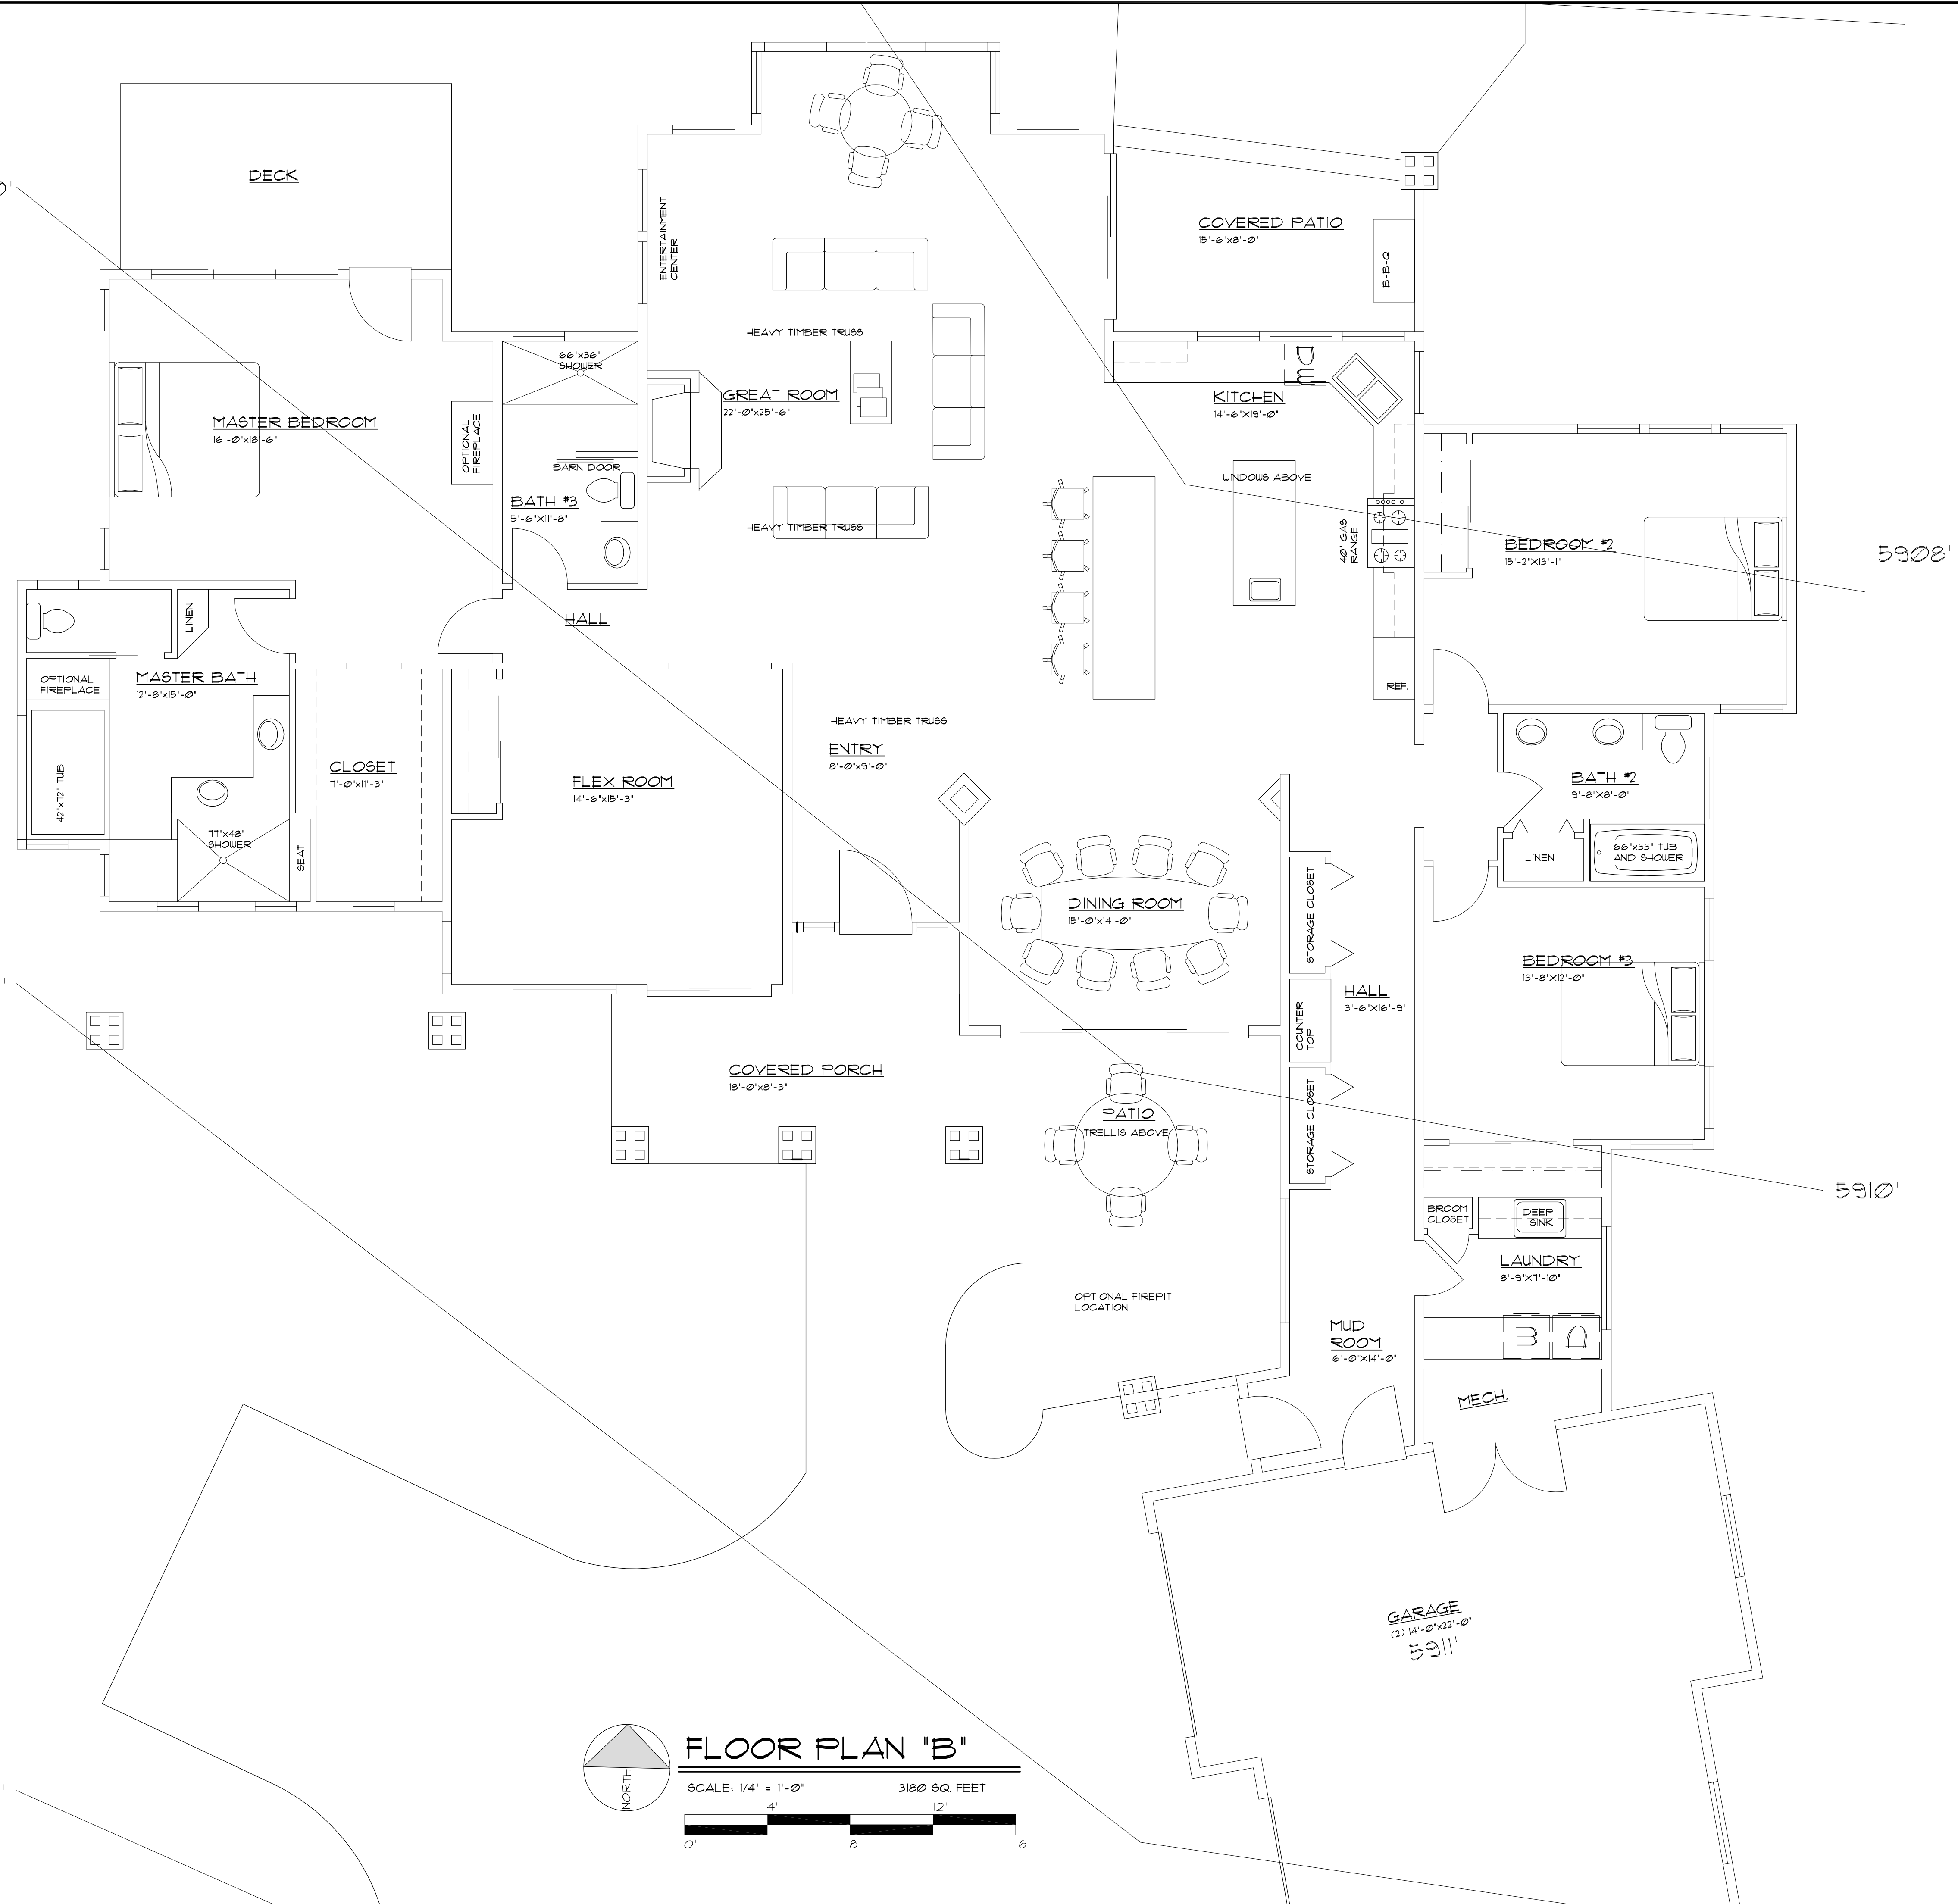 DECK
ENTERTAINMENT
CENTER
COVERED PATIO
15'-6"x8'-0"
B-B-Q
HEAVY TIMBER TRUSS
66"x36"
SHOWER
GREAT ROOM
22'-0"x25'-6"
KITCHEN
14'-6"X19'-0"
MASTER BEDROOM
16'-0"x18'-6"
OPTIONAL
FIREPLACE
BARN DOOR
BATH #3
5'-6"X11'-8"
HEAVY TIMBER TRUSS
WINDOWS ABOVE
40" GAS
RANGE
BEDROOM #2
15'-2"X13'-1"
5908'
LINEN
HALL
MASTER BATH
12'-8"x15'-0"
OPTIONAL
FIREPLACE
REF.
HEAVY TIMBER TRUSS
ENTRY
8'-0"x9'-0"
42"x72" TUB
CLOSET
7'-0"x11'-3"
FLEX ROOM
14'-6"x15'-3"
BATH #2
9'-8"X8'-0"
77"x48"
SHOWER
SEAT
LINEN
66"x33" TUB
AND SHOWER
DINING ROOM
15'-0"x14'-0"
STORAGE CLOSET
BEDROOM #3
13'-8"X12'-0"
HALL
3'-6"X16'-9"
COUNTER
TOP
COVERED PORCH
18'-0"x8'-3"
PATIO
TRELLIS ABOVE
STORAGE CLOSET
5910'
BROOM
CLOSET
DEEP
SINK
LAUNDRY
8'-9"X7'-10"
OPTIONAL FIREPIT
LOCATION
MUD
ROOM
6'-0"X14'-0"
MECH.
GARAGE
(2) 14'-0"x22'-0"
5911'
NORTH
FLOOR PLAN "B"
SCALE: 1/4" = 1'-0"
3180 SQ. FEET
4'
12'
0'
8'
16'